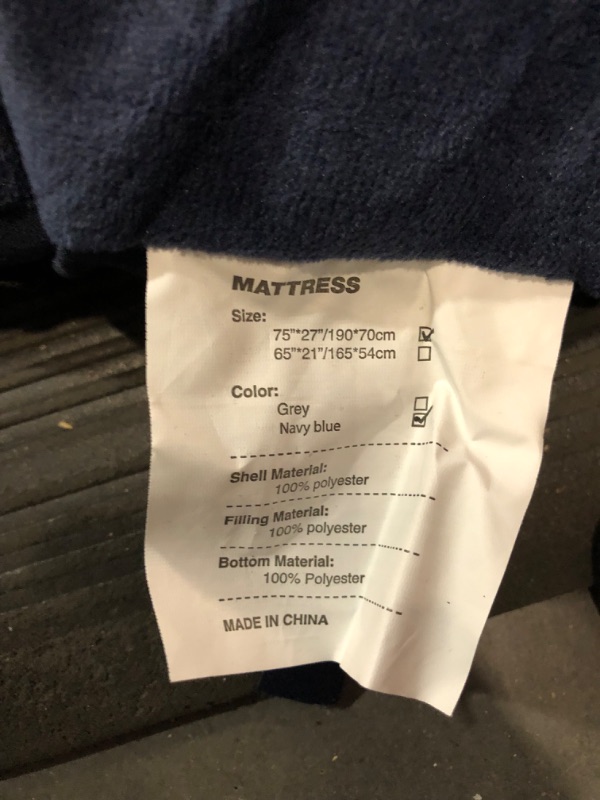 MATTRESS
Size:
75"*27"/190*70cm ☑
65"*21"/165*54cm ☐
Color:
Grey ☐
Navy blue ☑
Shell Material:
100% polyester
Filling Material:
100% polyester
Bottom Material:
100% Polyester
MADE IN CHINA